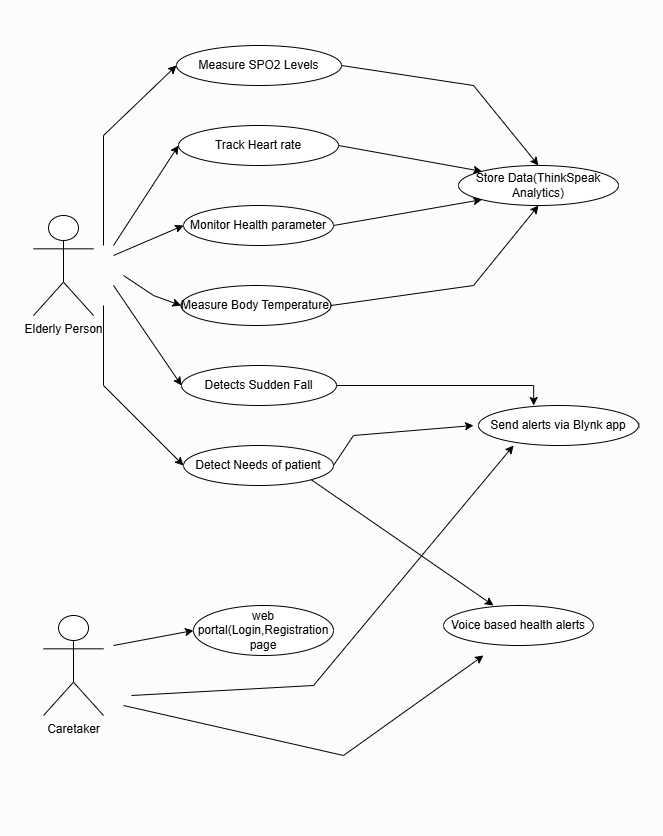 Measure SPO2 Levels
Track Heart rate
Store Data(ThinkSpeak
Analytics)
Monitor Health parameter
Measure Body Temperature
Elderly Person
Detects Sudden Fall
Send alerts via Blynk app
Detect Needs of patient
web
portal(Login,Registration
page
Voice based health alerts
Caretaker